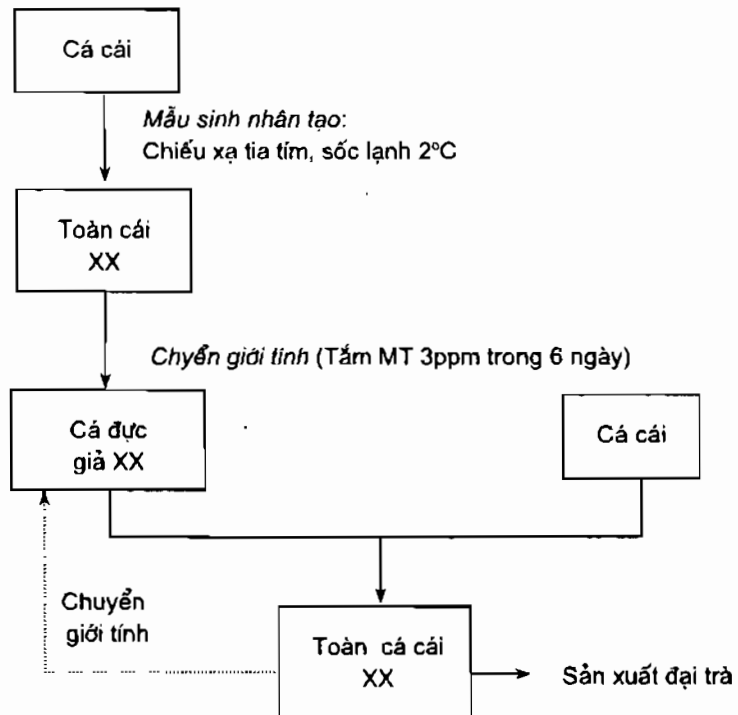 Cá cái
Mẫu sinh nhân tạo:
Chiếu xạ tia tím, sốc lạnh 2°C
Toàn cái
XX
Chyển giới tính (Tắm MT 3ppm trong 6 ngày)
Cá đực
giả XX
Cá cái
Chuyển
giới tính
Toàn cá cái
XX
Sản xuất đại trà